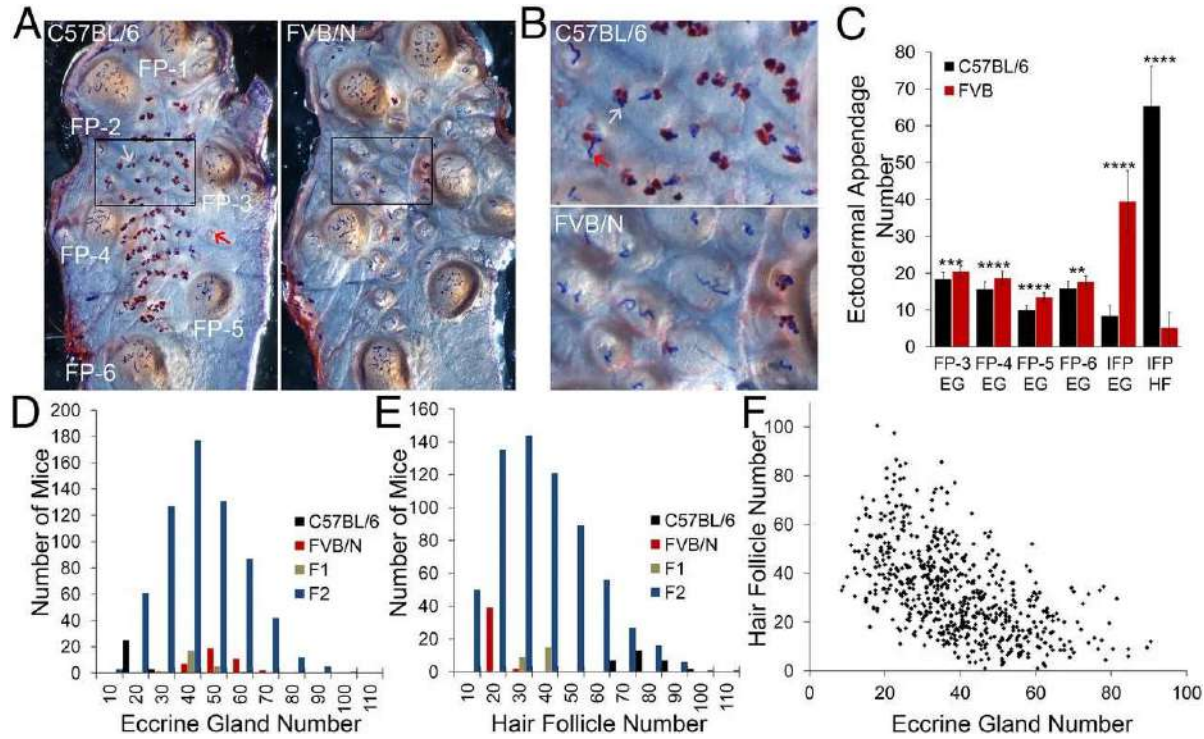 A
C57BL/6
FP-1
FP-2
FP-3
FP-4
FP-5
FP-6
FVB/N
B
C57BL/6
FVB/N
C
Ectodermal Appendage
Number
80
70
60
50
40
30
20
10
0
C57BL/6
FVB
***
****
****
**
****
****
FP-3 FP-4 FP-5 FP-6 IFP IFP
EG EG EG EG EG HF
D
Number of Mice
200
180
160
140
120
100
80
60
40
20
0
C57BL/6
FVB/N
F1
F2
10 20 30 40 50 60 70 80 90 100 110
Eccrine Gland Number
E
Number of Mice
160
140
120
100
80
60
40
20
0
C57BL/6
FVB/N
F1
F2
10 20 30 40 50 60 70 80 90 100 110
Hair Follicle Number
F
Hair Follicle Number
100
80
60
40
20
0
0 20 40 60 80 100
Eccrine Gland Number